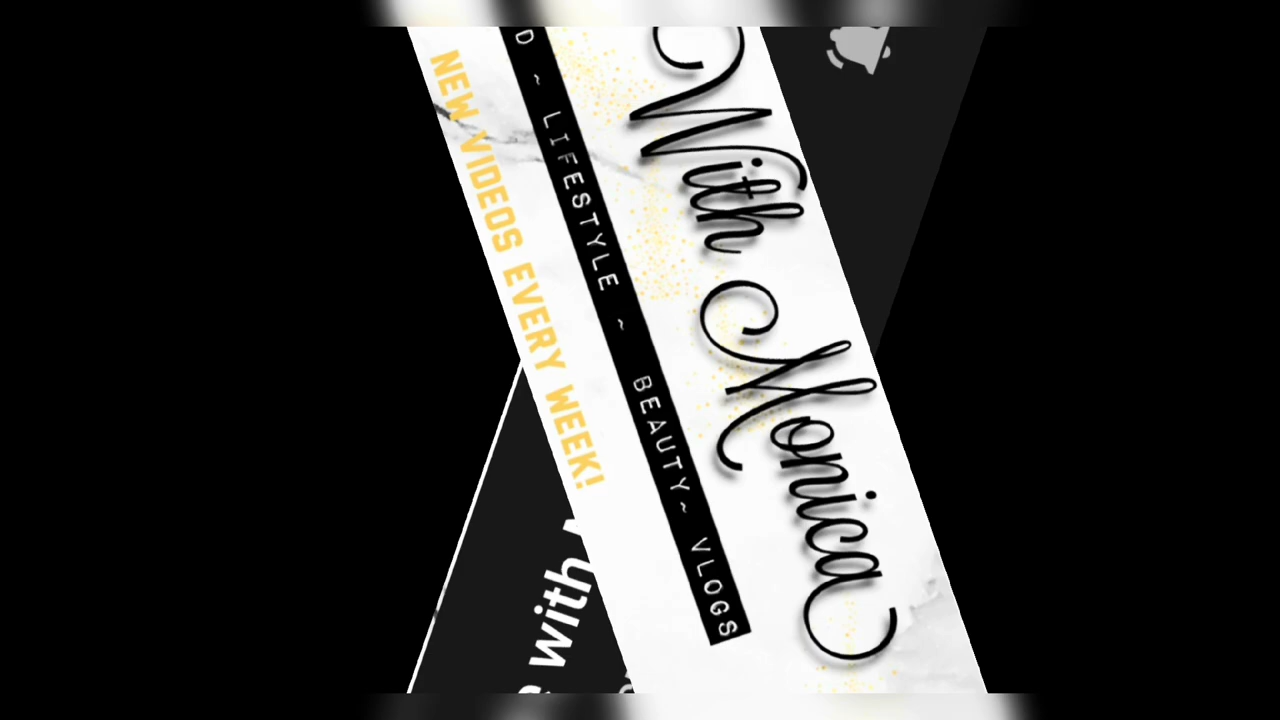 With Monica
D ~ LIFESTYLE ~ BEAUTY~ VLOGS
NEW VIDEOS EVERY WEEK!
with